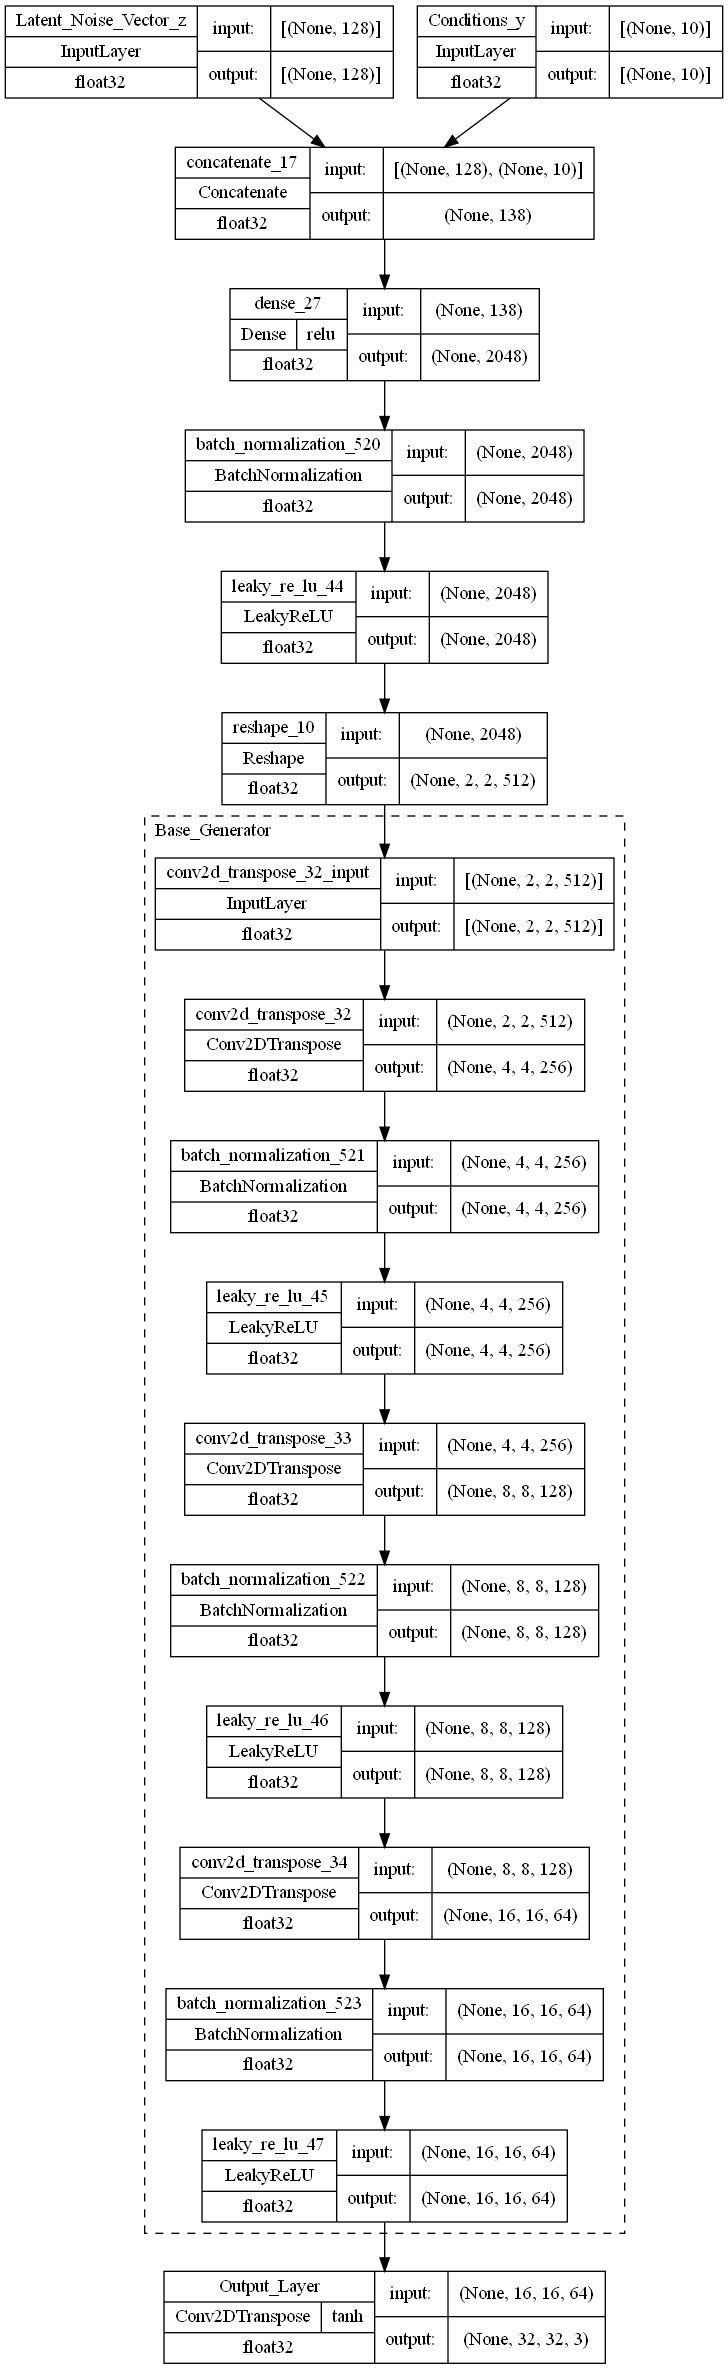 Latent_Noise_Vector_z
InputLayer
float32
input: [(None, 128)]
output: [(None, 128)]
Conditions_y
InputLayer
float32
input: [(None, 10)]
output: [(None, 10)]
concatenate_17
Concatenate
float32
input: [(None, 128), (None, 10)]
output: (None, 138)
dense_27
Dense relu
float32
input: (None, 138)
output: (None, 2048)
batch_normalization_520
BatchNormalization
float32
input: (None, 2048)
output: (None, 2048)
leaky_re_lu_44
LeakyReLU
float32
input: (None, 2048)
output: (None, 2048)
reshape_10
Reshape
float32
input: (None, 2048)
output: (None, 2, 2, 512)
Base_Generator
conv2d_transpose_32_input
InputLayer
float32
input: [(None, 2, 2, 512)]
output: [(None, 2, 2, 512)]
conv2d_transpose_32
Conv2DTranspose
float32
input: (None, 2, 2, 512)
output: (None, 4, 4, 256)
batch_normalization_521
BatchNormalization
float32
input: (None, 4, 4, 256)
output: (None, 4, 4, 256)
leaky_re_lu_45
LeakyReLU
float32
input: (None, 4, 4, 256)
output: (None, 4, 4, 256)
conv2d_transpose_33
Conv2DTranspose
float32
input: (None, 4, 4, 256)
output: (None, 8, 8, 128)
batch_normalization_522
BatchNormalization
float32
input: (None, 8, 8, 128)
output: (None, 8, 8, 128)
leaky_re_lu_46
LeakyReLU
float32
input: (None, 8, 8, 128)
output: (None, 8, 8, 128)
conv2d_transpose_34
Conv2DTranspose
float32
input: (None, 8, 8, 128)
output: (None, 16, 16, 64)
batch_normalization_523
BatchNormalization
float32
input: (None, 16, 16, 64)
output: (None, 16, 16, 64)
leaky_re_lu_47
LeakyReLU
float32
input: (None, 16, 16, 64)
output: (None, 16, 16, 64)
Output_Layer
Conv2DTranspose tanh
float32
input: (None, 16, 16, 64)
output: (None, 32, 32, 3)